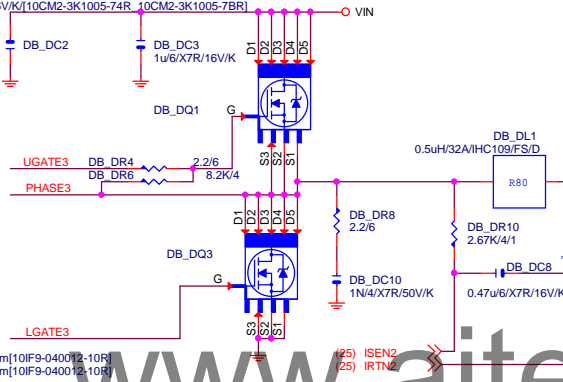 V/K/[10CM2-3K1005-74R 10CM2-3K1005-7BR]
VIN
DB_DC2
DB_DC3
1u/6/X7R/16V/K
D1
D2
D3
D4
D5
DB_DQ1
G
S3
S2
S1
UGATE3
DB_DR4
2.2/6
DB_DR6
8.2K/4
PHASE3
DB_DL1
0.5uH/32A/IHC109/FS/D
R80
D1
D2
D3
D4
D5
DB_DQ3
G
S3
S2
S1
DB_DR8
2.2/6
DB_DR10
2.67K/4/1
DB_DC10
1N/4/X7R/50V/K
DB_DC8
0.47u/6/X7R/16V/K
LGATE3
(25) ISEN2
(25) IRTN2
m[10IF9-040012-10R]
m[10IF9-040012-10R]
www.aite